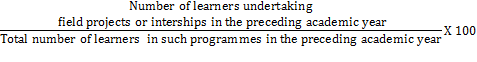 Number of learners undertaking
field projects or interships in the preceding academic year
Total number of learners in such programmes in the preceding academic year
X 100